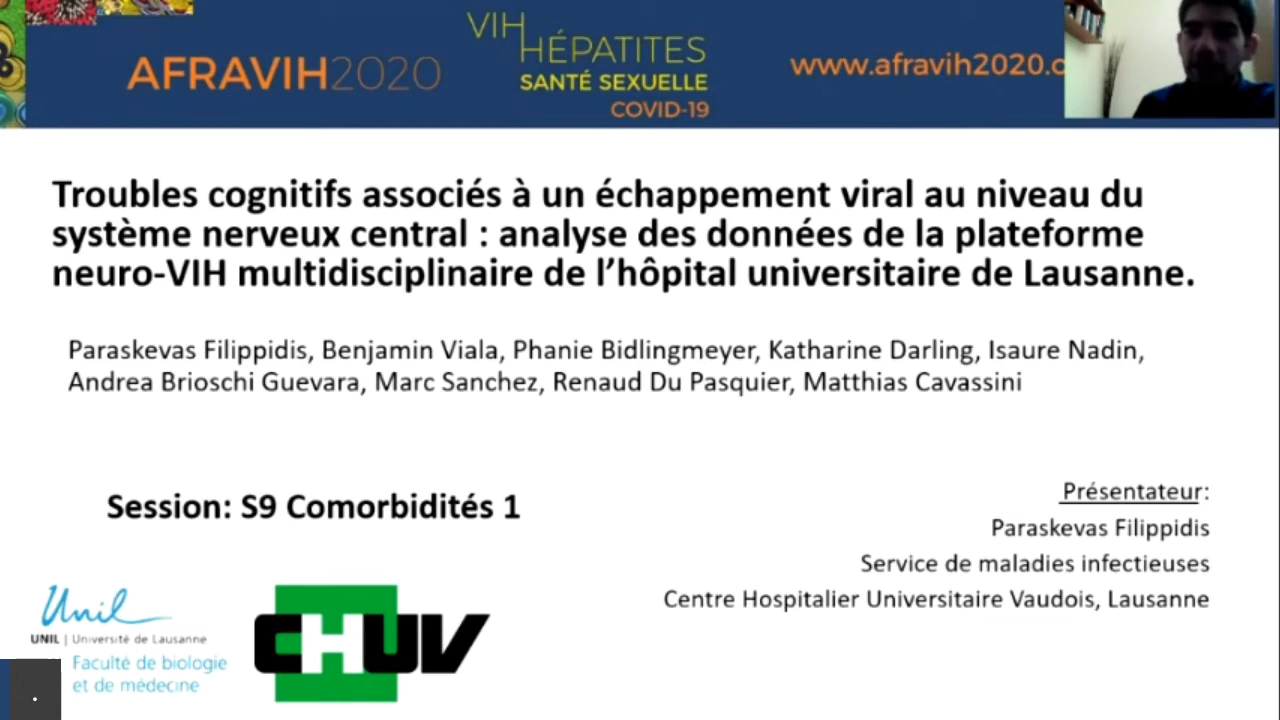 AFRAVIH2020
VIH
HÉPATITES
SANTÉ SEXUELLE
COVID-19
www.afravih2020.o
Troubles cognitifs associés à un échappement viral au niveau du
système nerveux central : analyse des données de la plateforme
neuro-VIH multidisciplinaire de l’hôpital universitaire de Lausanne.
Paraskevas Filippidis, Benjamin Viala, Phanie Bidlingmeyer, Katharine Darling, Isaure Nadin,
Andrea Brioschi Guevara, Marc Sanchez, Renaud Du Pasquier, Matthias Cavassini
Session: S9 Comorbidités 1
Présentateur:
Paraskevas Filippidis
Service de maladies infectieuses
Centre Hospitalier Universitaire Vaudois, Lausanne
Unil
UNIL | Université de Lausanne
Faculté de biologie
et de médecine
CHUV